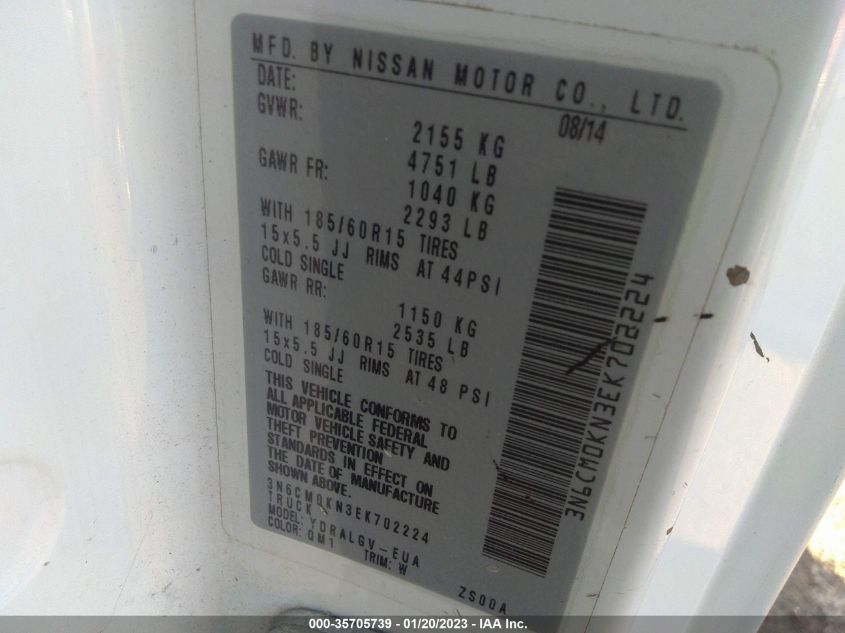 MFD. BY NISSAN MOTOR CO., LTD.
DATE: 08/14
GVWR: 2155 KG
4751 LB
GAWR FR: 1040 KG
2293 LB
WITH 185/60R15 TIRES
15x5.5 JJ RIMS AT 44PSI
COLD SINGLE
GAWR RR: 1150 KG
2535 LB
WITH 185/60R15 TIRES
15x5.5 JJ RIMS AT 48 PSI
COLD SINGLE
THIS VEHICLE CONFORMS TO
ALL APPLICABLE FEDERAL
MOTOR VEHICLE SAFETY AND
THEFT PREVENTION
STANDARDS IN EFFECT ON
THE DATE OF MANUFACTURE
SHOWN ABOVE.
3N6CM0KN3EK702224
TRUCK
MODEL: YDRALGV-EUA
COLOR: QM1 TRIM: W
ZS00A
3N6CM0KN3EK702224
000-35705739 - 01/20/2023 - IAA Inc.